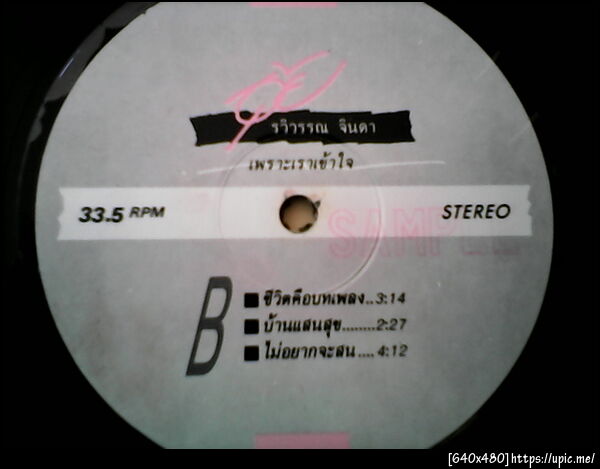 ตุ้ย
รวิวรรณ จินดา
เพราะเราเข้าใจ
33.5 RPM
STEREO
SAMPLE
B
■ ชีวิตคือบทเพลง..3:14
■ บ้านแสนสุข........2:27
■ ไม่อยากจะสน....4:12
[640x480]https://upic.me/